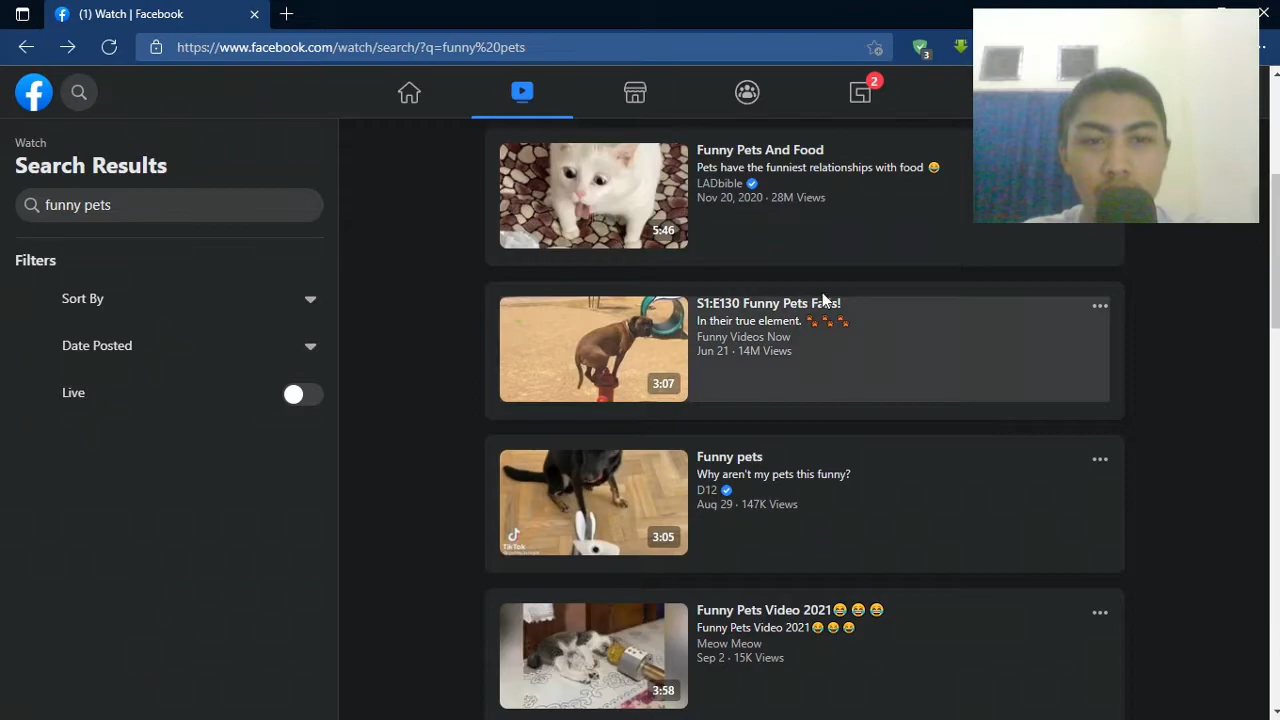 (1) Watch | Facebook
https://www.facebook.com/watch/search/?q=funny%20pets
3
2
Watch
Search Results
funny pets
Filters
Sort By
Date Posted
Live
Funny Pets And Food
Pets have the funniest relationships with food 😄
LADbible
Nov 20, 2020 · 28M Views
5:46
S1:E130 Funny Pets Fails!
In their true element. 🐾 🐾 🐾
Funny Videos Now
Jun 21 · 14M Views
3:07
Funny pets
Why aren't my pets this funny?
D12
Aug 29 · 147K Views
TikTok
3:05
Funny Pets Video 2021😂 😂 😂
Funny Pets Video 2021😂 😂 😂
Meow Meow
Sep 2 · 15K Views
3:58